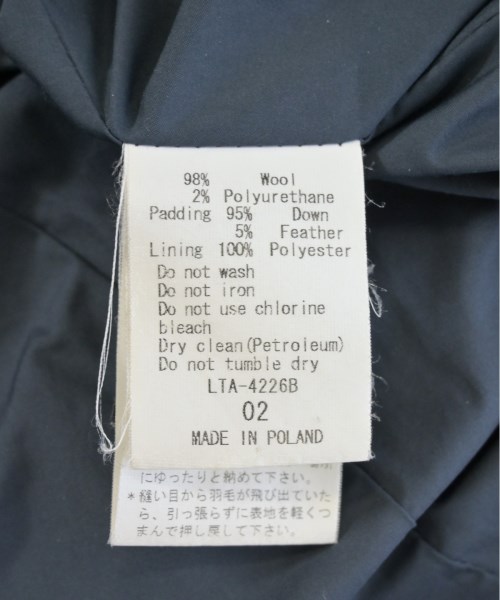 98% Wool
2% Polyurethane
Padding 95% Down
5% Feather
Lining 100% Polyester
Do not wash
Do not iron
Do not use chlorine
bleach
Dry clean(Petroleum)
Do not tumble dry
LTA-4226B
02
MADE IN POLAND
にゆったりと納めて下さい。
*縫い目から羽毛が飛び出ていた
ら、引っ張らずに表地を軽くつ
まんで押し戻して下さい。